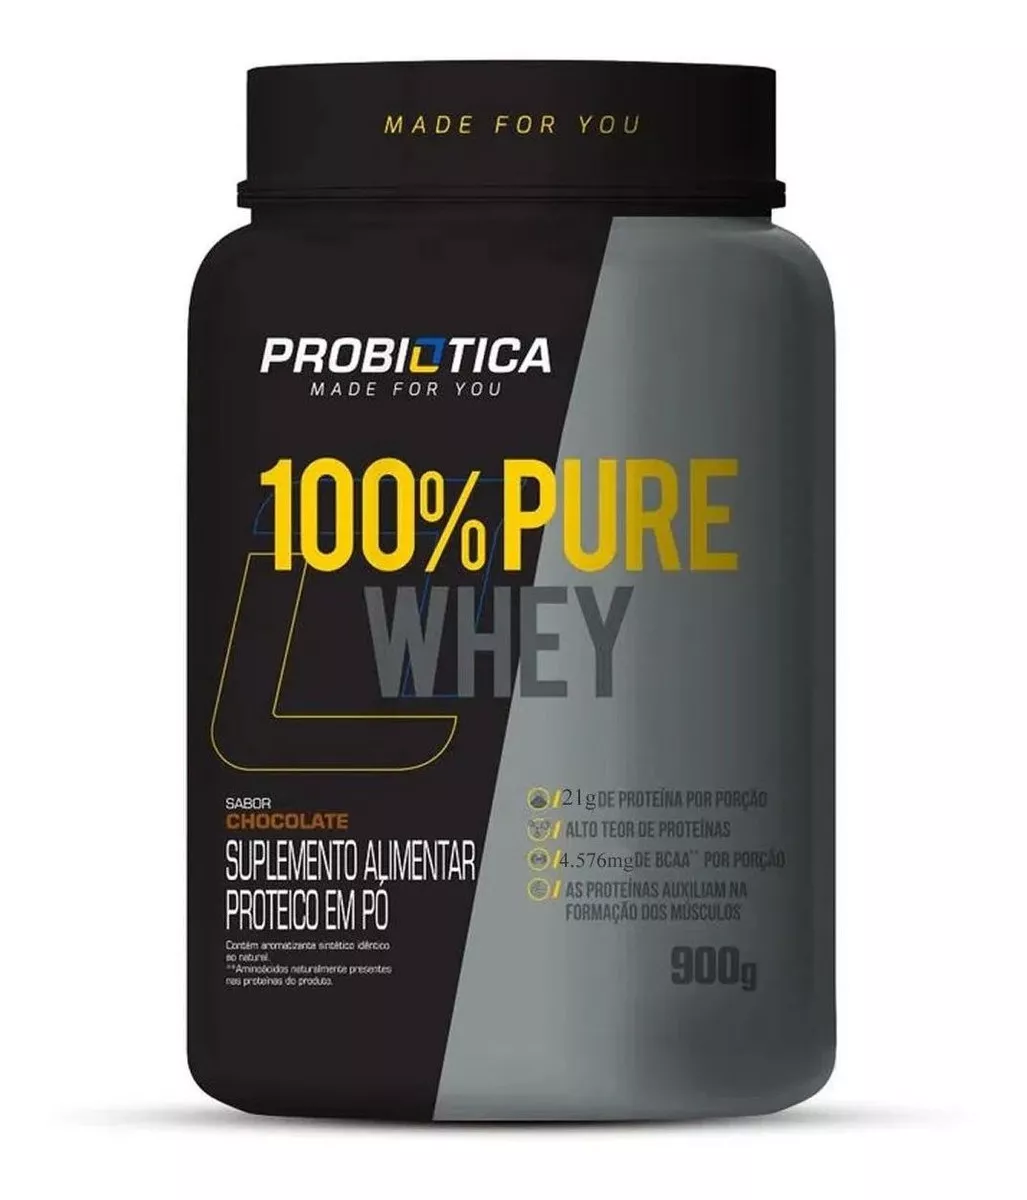 MADE FOR YOU
PROBIOTICA
MADE FOR YOU
100% PURE
WHEY
SABOR
CHOCOLATE
SUPLEMENTO ALIMENTAR
PROTEICO EM PÓ
Contém aromatizante sintético idêntico
ao natural.
**Aminoácidos naturalmente presentes
nas proteínas do produto.
21g DE PROTEÍNA POR PORÇÃO
ALTO TEOR DE PROTEÍNAS
4.576mg DE BCAA** POR PORÇÃO
AS PROTEÍNAS AUXILIAM NA
FORMAÇÃO DOS MÚSCULOS
900g